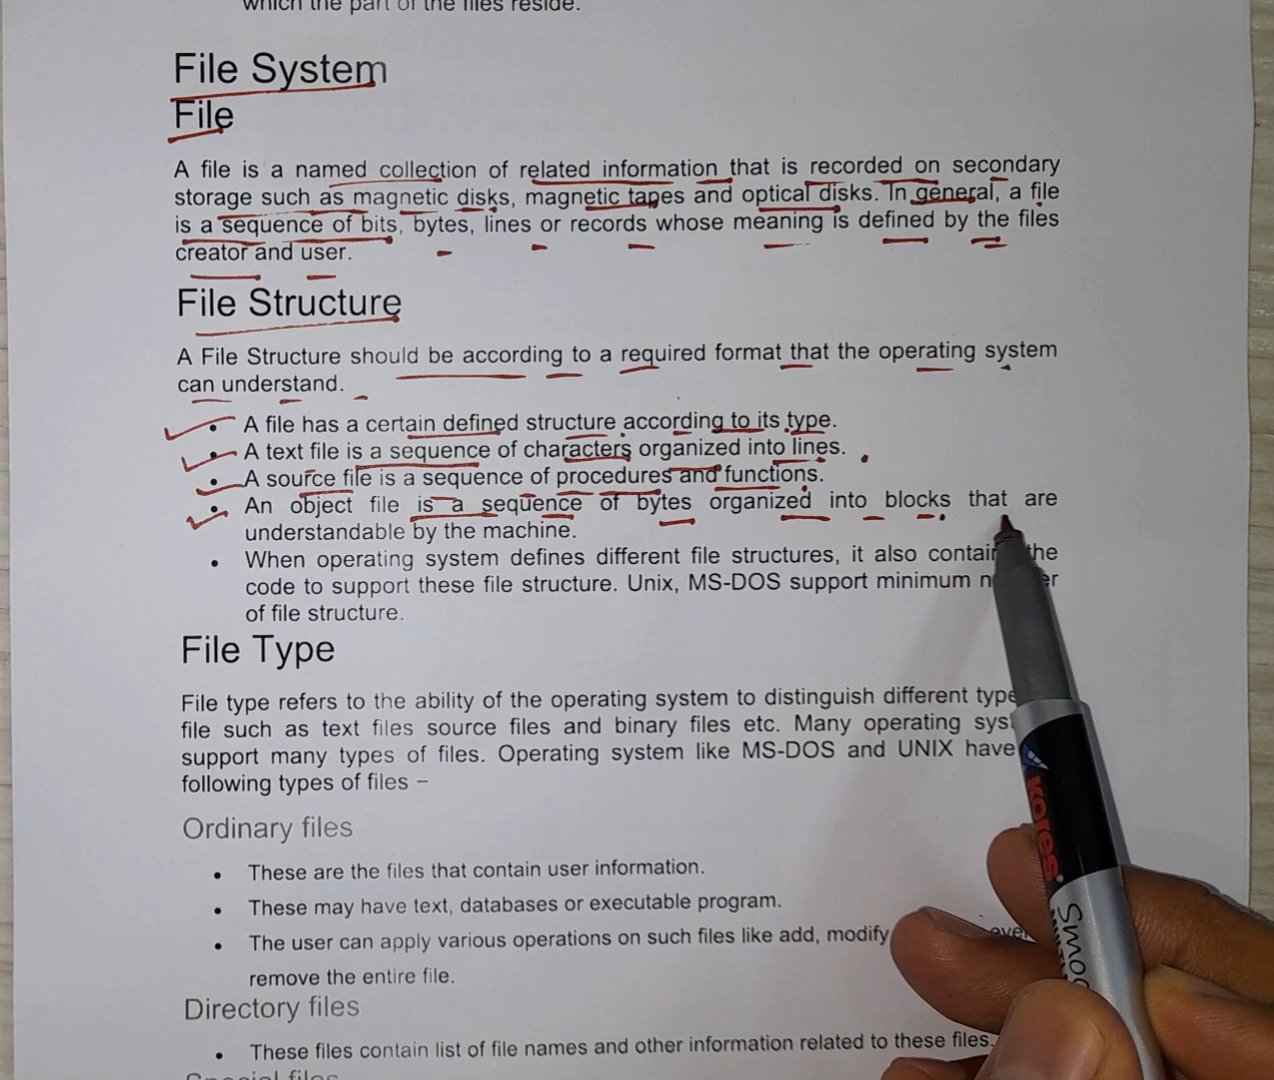 which the part of the files reside.
File System
File
A file is a named collection of related information that is recorded on secondary
storage such as magnetic disks, magnetic tapes and optical disks. In general, a file
is a sequence of bits, bytes, lines or records whose meaning is defined by the files
creator and user.
File Structure
A File Structure should be according to a required format that the operating system
can understand.
• A file has a certain defined structure according to its type.
• A text file is a sequence of characters organized into lines.
• A source file is a sequence of procedures and functions.
• An object file is a sequence of bytes organized into blocks that are
understandable by the machine.
• When operating system defines different file structures, it also the
code to support these file structure. Unix, MS-DOS support minimum
of file structure.
File Type
File type refers to the ability of the operating system to distinguish different
file such as text files source files and binary files etc. Many operating
support many types of files. Operating system like MS-DOS and UNIX have
following types of files –
Ordinary files
• These are the files that contain user information.
• These may have text, databases or executable program.
• The user can apply various operations on such files like add, modify
remove the entire file.
Directory files
• These files contain list of file names and other information related to these files.
Special files
kores